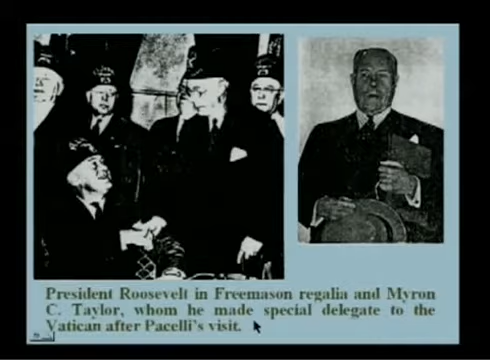 President Roosevelt in Freemason regalia and Myron
C. Taylor, whom he made special delegate to the
Vatican after Pacelli's visit.